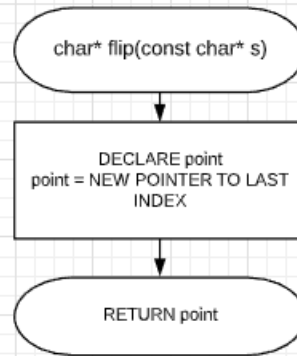 char* flip(const char* s)
DECLARE point
point = NEW POINTER TO LAST
INDEX
RETURN point